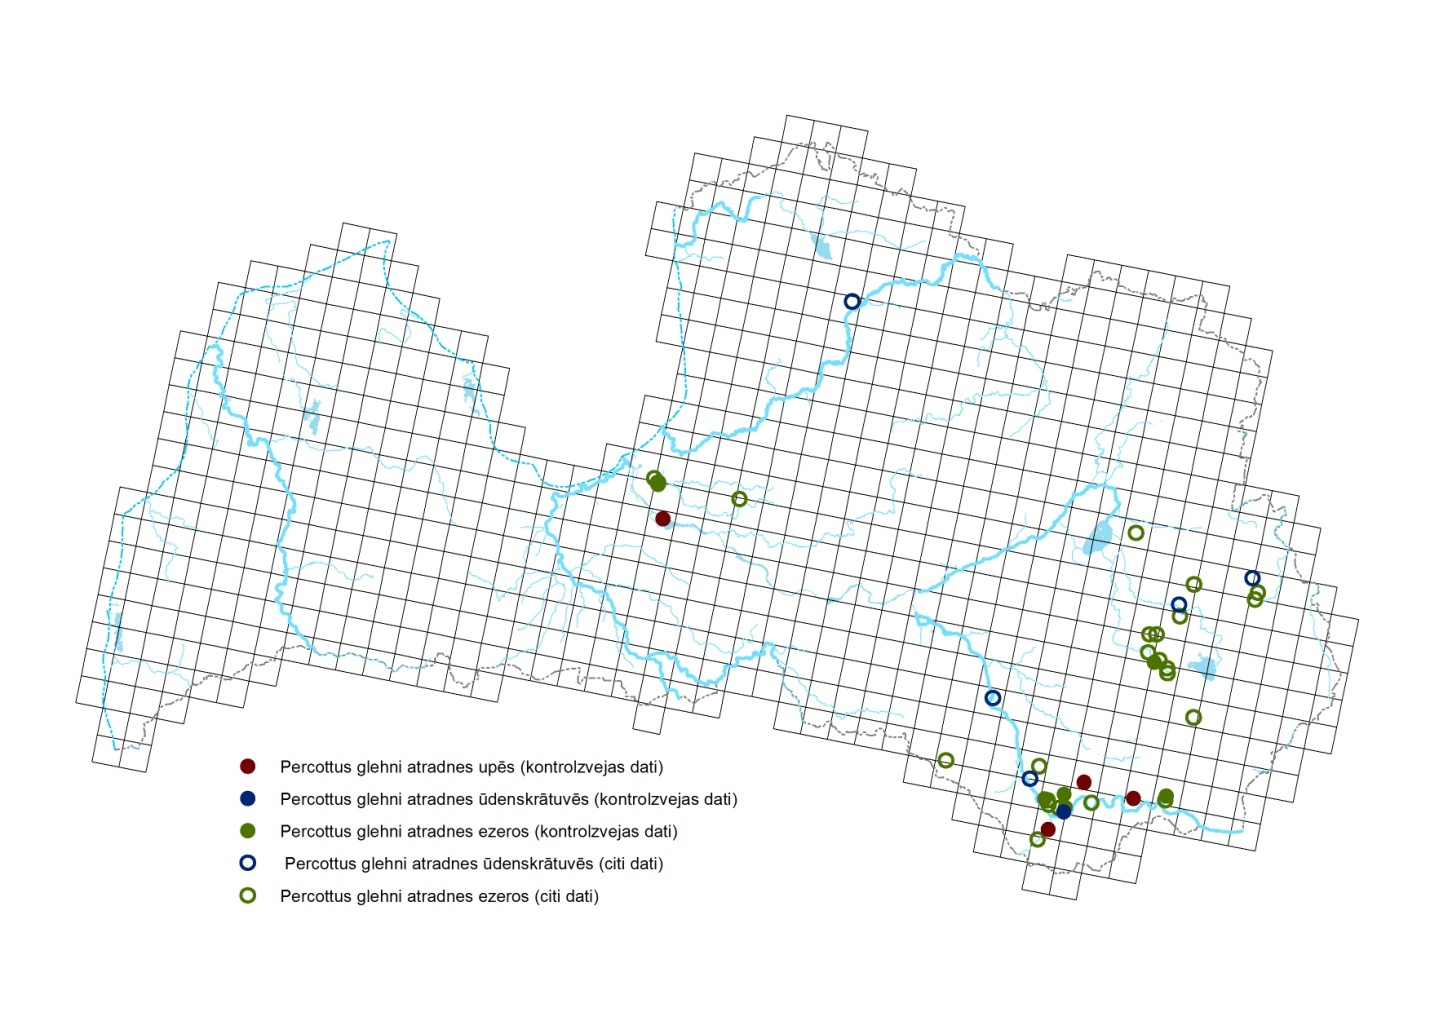 Percottus glehni atradnes upēs (kontrolzvejas dati)
Percottus glehni atradnes ūdenskrātuvēs (kontrolzvejas dati)
Percottus glehni atradnes ezeros (kontrolzvejas dati)
Percottus glehni atradnes ūdenskrātuvēs (citi dati)
Percottus glehni atradnes ezeros (citi dati)